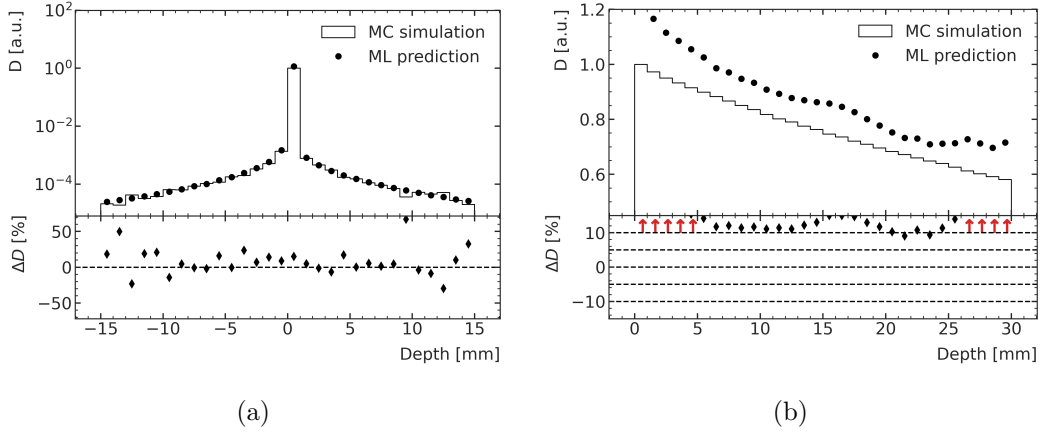 10²
10⁰
10⁻²
10⁻⁴
D [a.u.]
MC simulation
ML prediction
50
0
−50
ΔD [%]
−15 −10 −5 0 5 10 15
Depth [mm]
(a)
1.2
1.0
0.8
0.6
D [a.u.]
MC simulation
ML prediction
10
0
−10
ΔD [%]
0 5 10 15 20 25 30
Depth [mm]
(b)